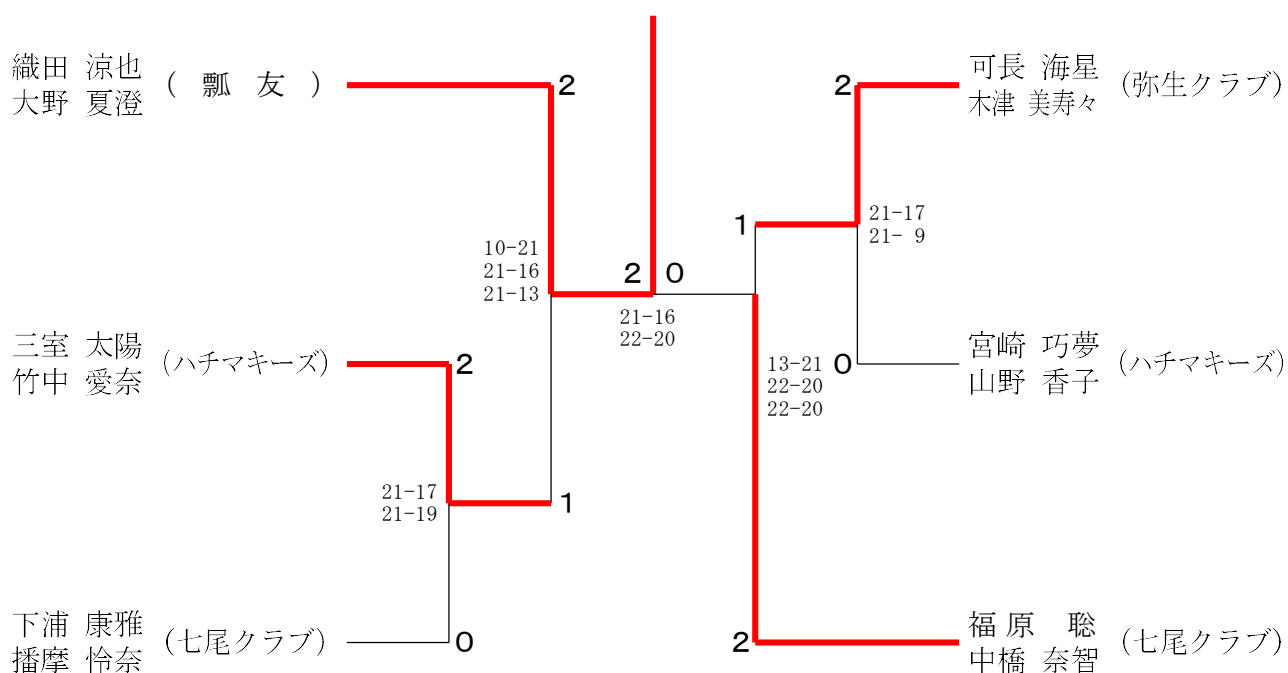 織田 涼也
大野 夏澄
( 瓢 友 )
2
三室 太陽
竹中 愛奈
(ハチマキーズ)
2
10-21
21-16
21-13
21-17
21-19
1
下浦 康雅
播摩 怜奈
(七尾クラブ)
0
2 0
21-16
22-20
可長 海星
木津 美寿々
(弥生クラブ)
2
1
21-17
21- 9
宮崎 巧夢
山野 香子
(ハチマキーズ)
0
13-21
22-20
22-20
福原 聡
中橋 奈智
(七尾クラブ)
2